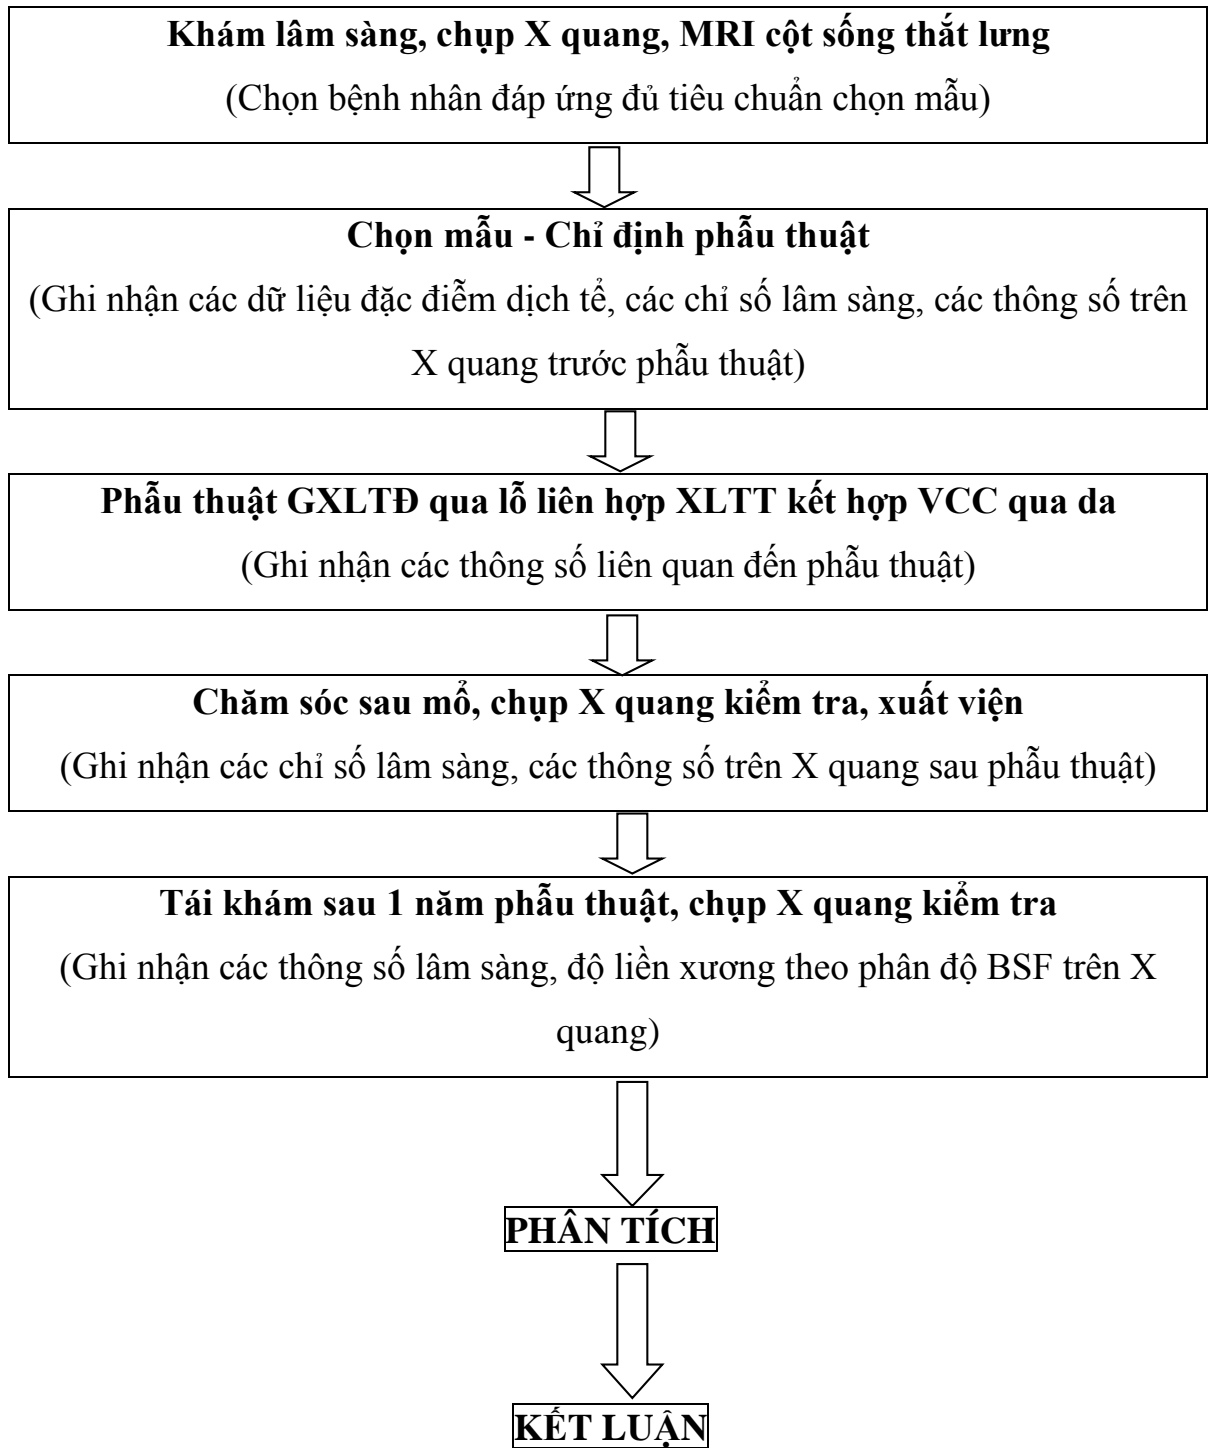 Khám lâm sàng, chụp X quang, MRI cột sống thắt lưng
(Chọn bệnh nhân đáp ứng đủ tiêu chuẩn chọn mẫu)
Chọn mẫu - Chỉ định phẫu thuật
(Ghi nhận các dữ liệu đặc điễm dịch tể, các chỉ số lâm sàng, các thông số trên
X quang trước phẫu thuật)
Phẫu thuật GXLTĐ qua lỗ liên hợp XLTT kết hợp VCC qua da
(Ghi nhận các thông số liên quan đến phẫu thuật)
Chăm sóc sau mổ, chụp X quang kiểm tra, xuất viện
(Ghi nhận các chỉ số lâm sàng, các thông số trên X quang sau phẫu thuật)
Tái khám sau 1 năm phẫu thuật, chụp X quang kiểm tra
(Ghi nhận các thông số lâm sàng, độ liền xương theo phân độ BSF trên X
quang)
PHÂN TÍCH
KẾT LUẬN